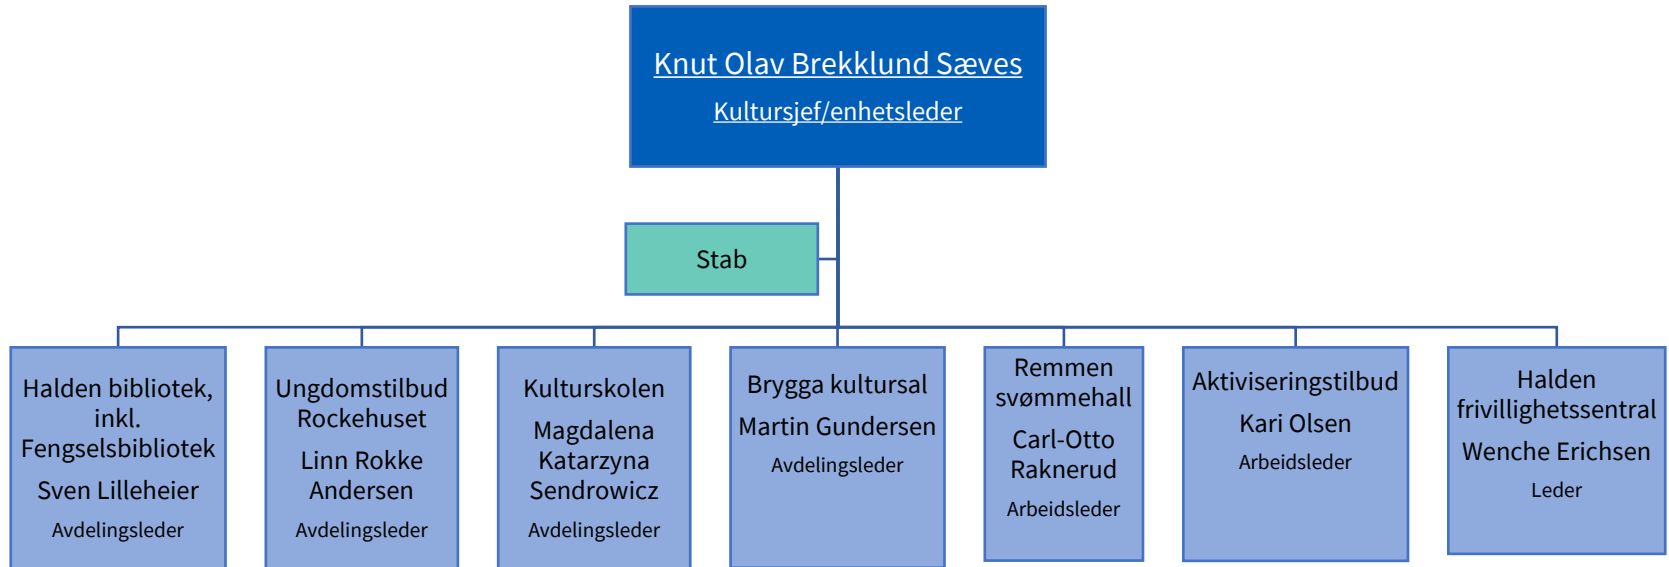 Knut Olav Brekklund Sæves
Kultursjef/enhetsleder
Stab
Halden bibliotek,
inkl.
Fengselsbibliotek
Sven Lilleheier
Avdelingsleder
Ungdomstilbud
Rockehuset
Linn Rokke
Andersen
Avdelingsleder
Kulturskolen
Magdalena
Katarzyna
Sendrowicz
Avdelingsleder
Brygga kultursal
Martin Gundersen
Avdelingsleder
Remmen
svømmehall
Carl-Otto
Raknerud
Arbeidsleder
Aktiviseringstilbud
Kari Olsen
Arbeidsleder
Halden
frivillighetssentral
Wenche Erichsen
Leder